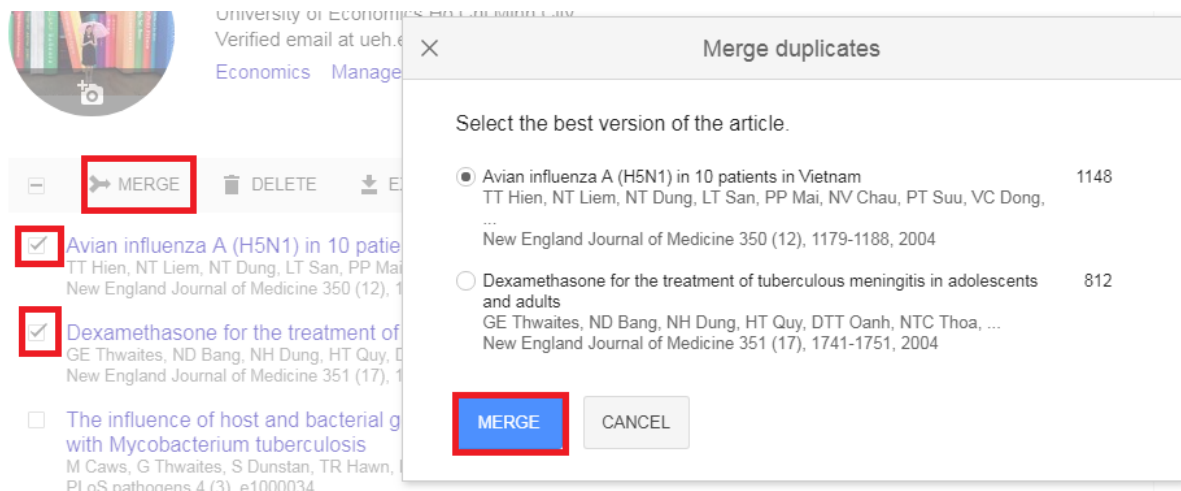 University of Economics Ho Chi Minh City
Verified email at ueh.e
Economics Manage
MERGE DELETE E
Avian influenza A (H5N1) in 10 patie
TT Hien, NT Liem, NT Dung, LT San, PP Mai
New England Journal of Medicine 350 (12), 1
Dexamethasone for the treatment of
GE Thwaites, ND Bang, NH Dung, HT Quy, D
New England Journal of Medicine 351 (17), 1
The influence of host and bacterial g
with Mycobacterium tuberculosis
M Caws, G Thwaites, S Dunstan, TR Hawn,
PLoS pathogens 4 (3), e1000034
Merge duplicates
Select the best version of the article.
Avian influenza A (H5N1) in 10 patients in Vietnam 1148
TT Hien, NT Liem, NT Dung, LT San, PP Mai, NV Chau, PT Suu, VC Dong,
...
New England Journal of Medicine 350 (12), 1179-1188, 2004
Dexamethasone for the treatment of tuberculous meningitis in adolescents 812
and adults
GE Thwaites, ND Bang, NH Dung, HT Quy, DTT Oanh, NTC Thoa, ...
New England Journal of Medicine 351 (17), 1741-1751, 2004
MERGE CANCEL